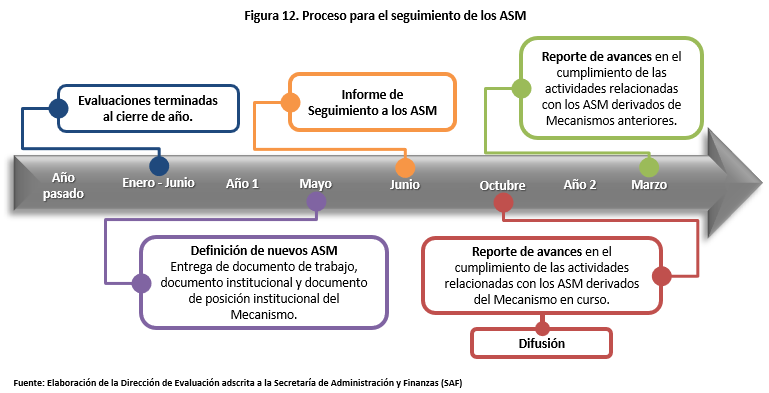 Figura 12. Proceso para el seguimiento de los ASM
Evaluaciones terminadas
al cierre de año.
Informe de
Seguimiento a los ASM
Reporte de avances en el
cumplimiento de las
actividades relacionadas
con los ASM derivados de
Mecanismos anteriores.
Año
pasado
Enero - Junio
Año 1
Mayo
Junio
Octubre
Año 2
Marzo
Definición de nuevos ASM
Entrega de documento de trabajo,
documento institucional y documento
de posición institucional del
Mecanismo.
Reporte de avances en el
cumplimiento de las actividades
relacionadas con los ASM derivados
del Mecanismo en curso.
Difusión
Fuente: Elaboración de la Dirección de Evaluación adscrita a la Secretaría de Administración y Finanzas (SAF)